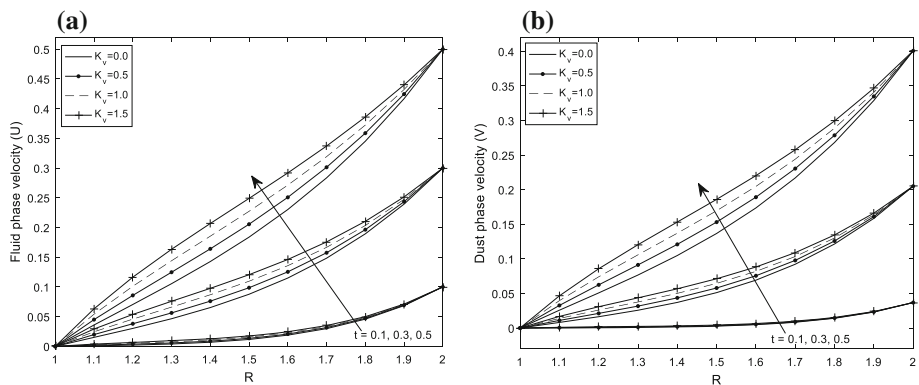 (a)
K_v=0.0
K_v=0.5
K_v=1.0
K_v=1.5
Fluid phase velocity (U)
0.5
0.45
0.4
0.35
0.3
0.25
0.2
0.15
0.1
0.05
0
t = 0.1, 0.3, 0.5
1 1.1 1.2 1.3 1.4 1.5 1.6 1.7 1.8 1.9 2
R
(b)
K_v=0.0
K_v=0.5
K_v=1.0
K_v=1.5
Dust phase velocity (V)
0.4
0.35
0.3
0.25
0.2
0.15
0.1
0.05
0
t = 0.1, 0.3, 0.5
1 1.1 1.2 1.3 1.4 1.5 1.6 1.7 1.8 1.9 2
R